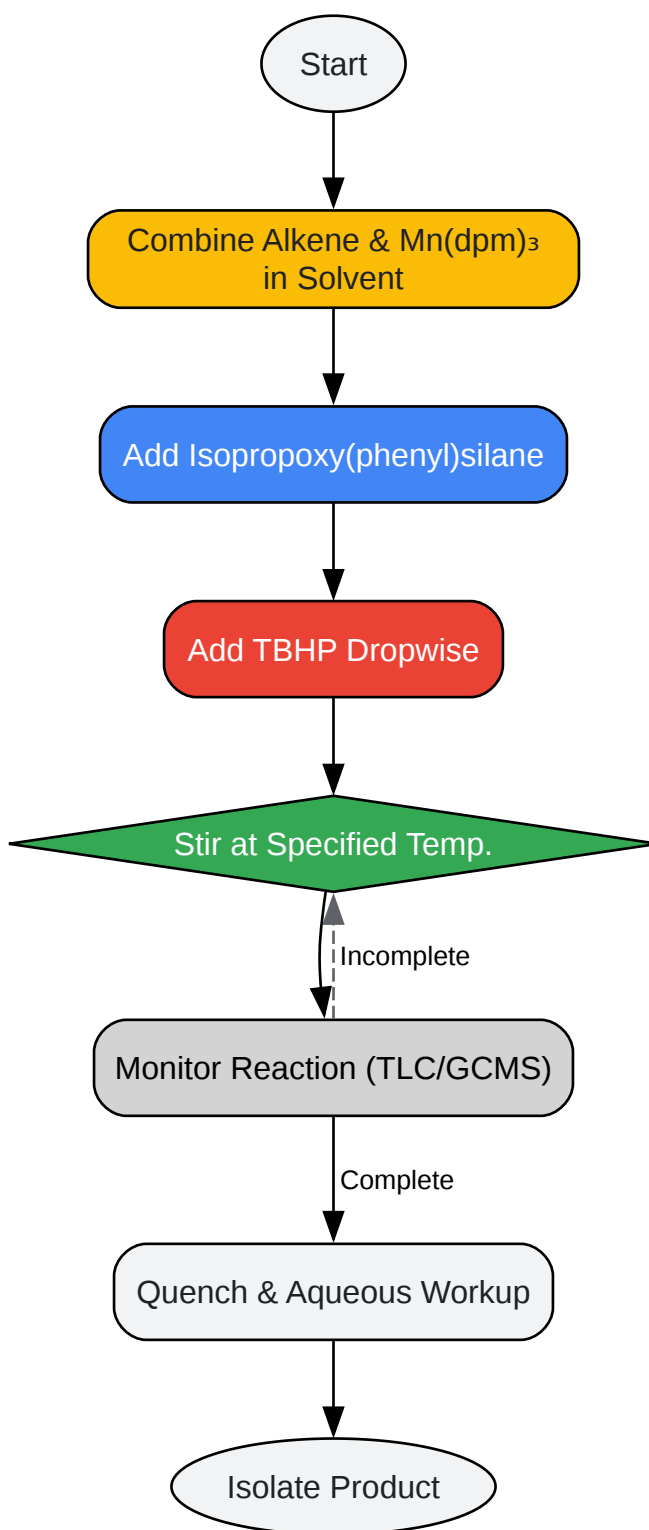 Start
Combine Alkene & Mn(dpm)₃
in Solvent
Add Isopropoxy(phenyl)silane
Add TBHP Dropwise
Stir at Specified Temp.
Incomplete
Monitor Reaction (TLC/GCMS)
Complete
Quench & Aqueous Workup
Isolate Product